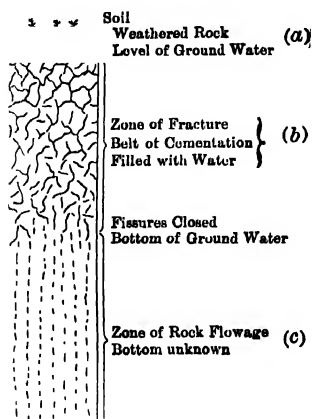 Soil
Weathered Rock (a)
Level of Ground Water
Zone of Fracture
Belt of Cementation (b)
Filled with Water
Fissures Closed
Bottom of Ground Water
Zone of Rock Flowage (c)
Bottom unknown